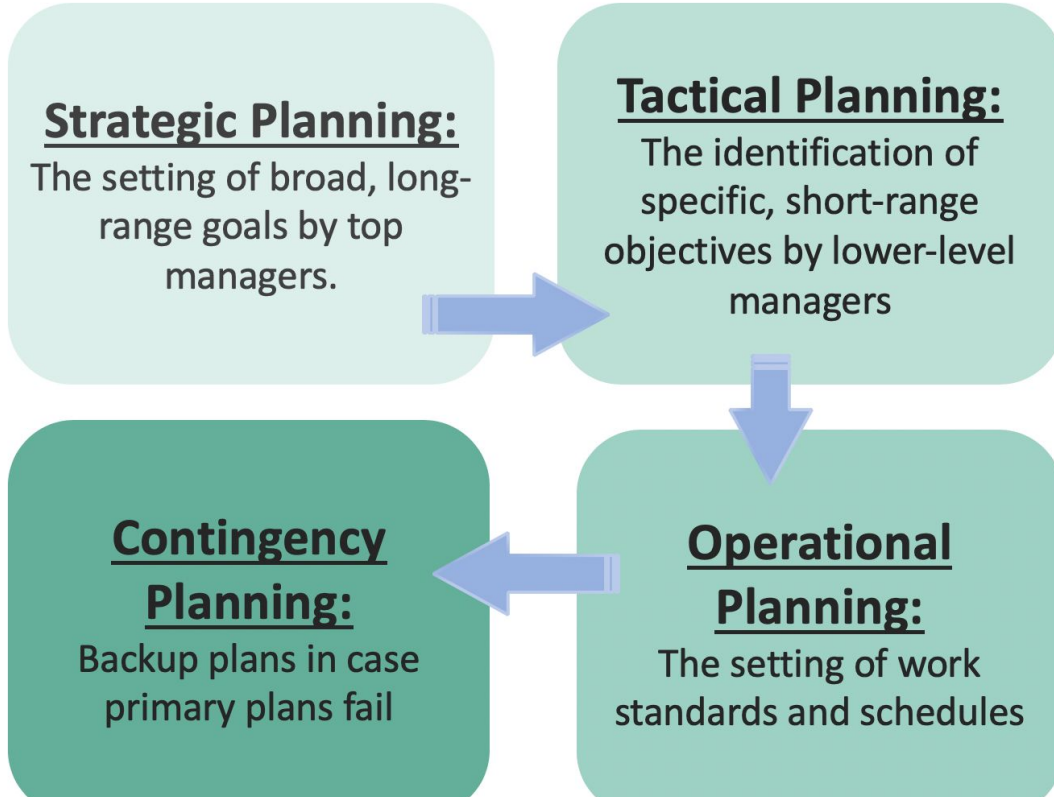 Strategic Planning:
The setting of broad, long-
range goals by top
managers.
Tactical Planning:
The identification of
specific, short-range
objectives by lower-level
managers
Operational
Planning:
The setting of work
standards and schedules
Contingency
Planning:
Backup plans in case
primary plans fail